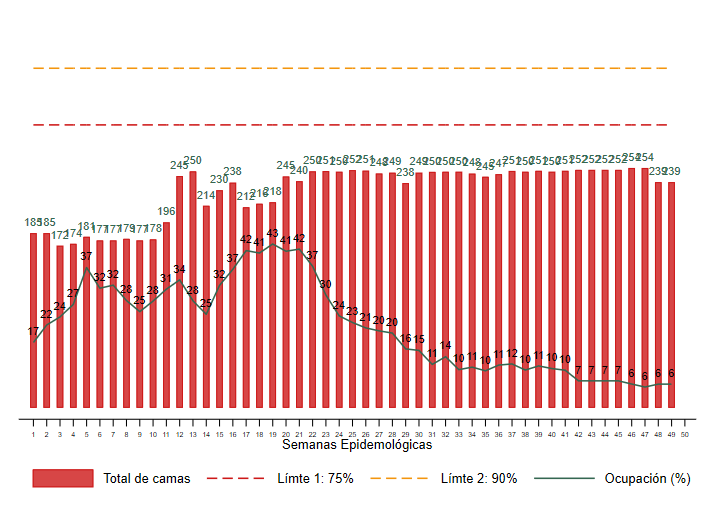 185 185 172 174 181 177 177 179 177 178 196 245 250 214 230 238 212 216 218 245 240 250 251 250 252 251 248 249 238 249 250 250 250 248 245 247 251 250 251 250 251 252 252 252 252 254 254 239 239
17 22 24 27 37 32 32 28 25 28 31 34 28 25 32 37 42 41 43 41 42 37 30 24 23 21 20 20 16 15 11 14 10 11 10 11 12 10 11 10 10 7 7 7 7 6 6 6 6
1 2 3 4 5 6 7 8 9 10 11 12 13 14 15 16 17 18 19 20 21 22 23 24 25 26 27 28 29 30 31 32 33 34 35 36 37 38 39 40 41 42 43 44 45 46 47 48 49 50
Semanas Epidemológicas
Total de camas Límte 1: 75% Límte 2: 90% Ocupación (%)